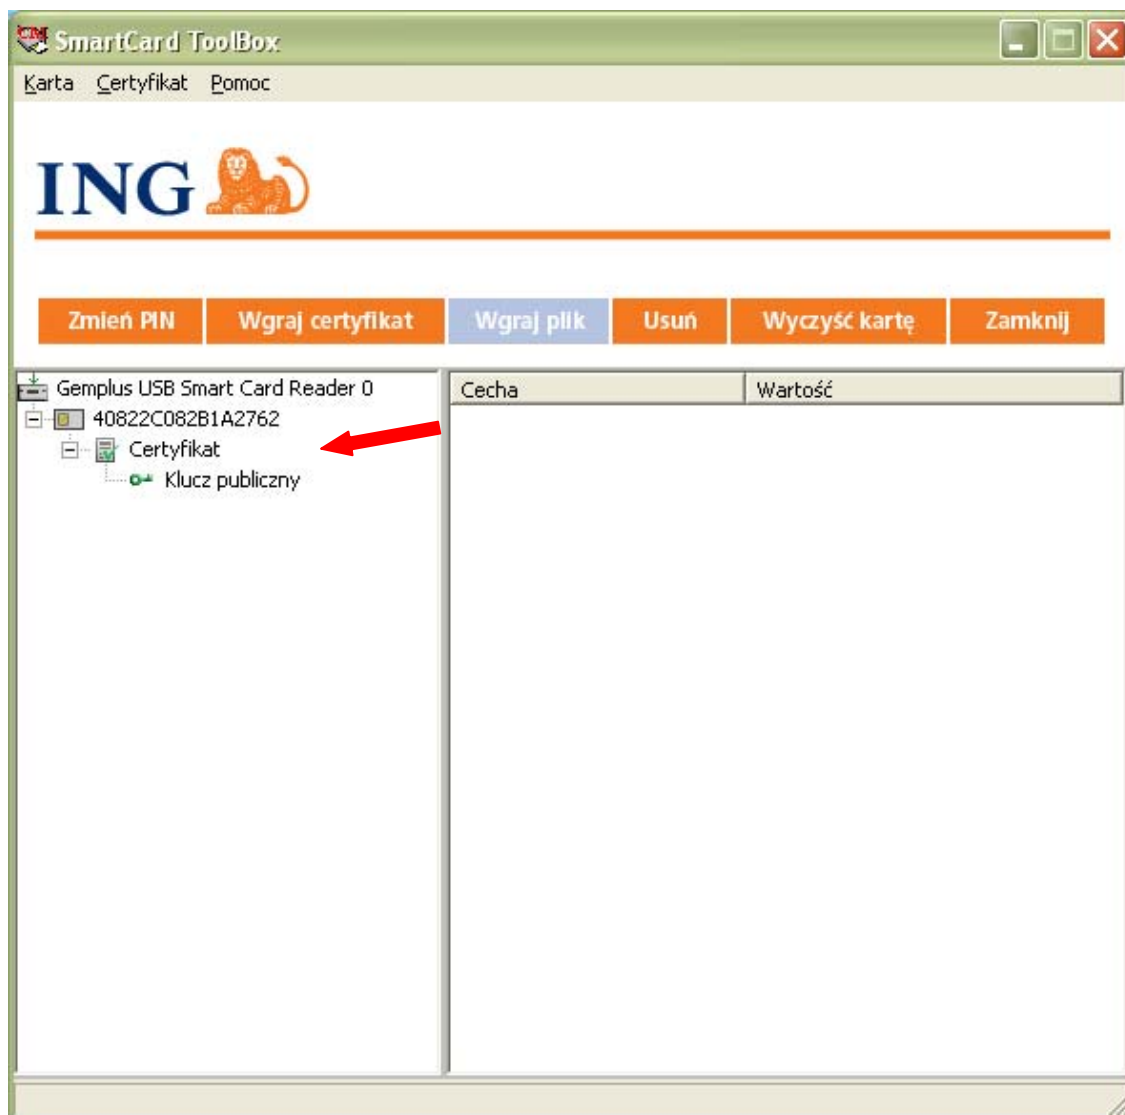 SmartCard ToolBox
Karta Certyfikat Pomoc
ING
Zmień PIN Wgraj certyfikat Wgraj plik Usuń Wyczyść kartę Zamknij
Gemplus USB Smart Card Reader 0
Cecha Wartość
40822C082B1A2762
Certyfikat
Klucz publiczny